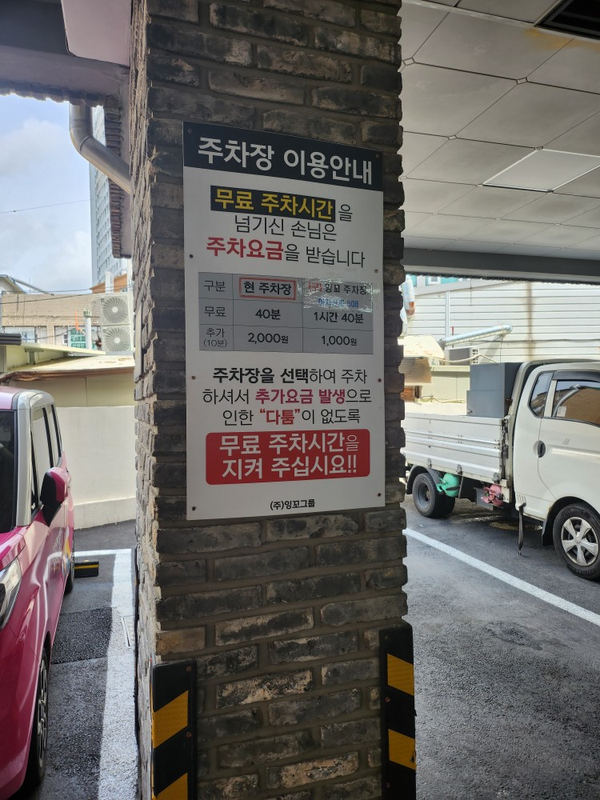 주차장 이용안내
무료 주차시간을
넘기신 손님은
주차요금을 받습니다
구분 현 주차장 잉꼬 주차장
무료 40분 1시간 40분
추가 2,000원 1,000원
(10분)
주차장을 선택하여 주차
하셔서 추가요금 발생으로
인한 "다툼"이 없도록
무료 주차시간을
지켜 주십시요!!
(주)잉꼬그룹